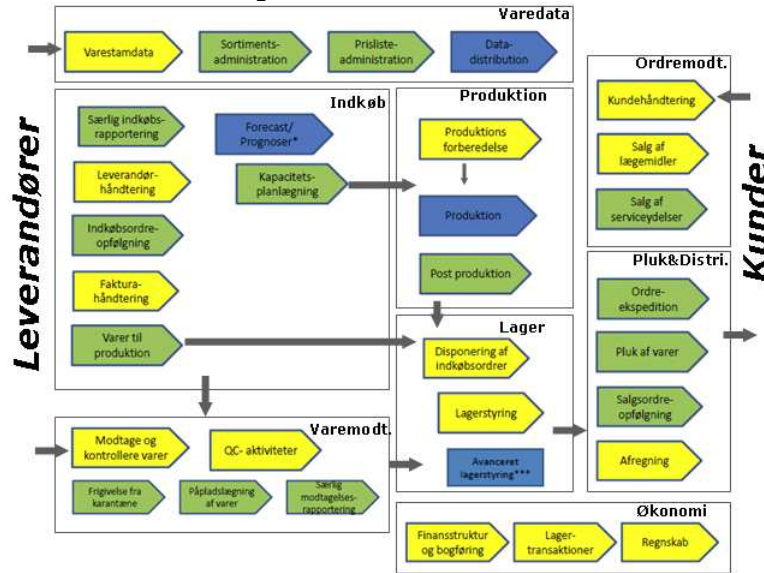 Varedata
Varestamdata
Sortiments-
administration
Prisliste-
administration
Data-
distribution
Leverandører
Indkøb
Særlig indkøbs-
rapportering
Forecast/
Prognoser*
Leverandør-
håndtering
Kapacitets-
planlægning
Indkøbsordre-
opfølgning
Faktura-
håndtering
Varer til
produktion
Produktion
Produktions
forberedelse
Produktion
Post produktion
Ordremodt.
Kundehåndtering
Salg af
lægemidler
Salg af
serviceydelser
Kunder
Pluk&Distri.
Ordre-
ekspedition
Pluk af varer
Salgsordre-
opfølgning
Afregning
Lager
Disponering af
indkøbsordrer
Lagerstyring
Avanceret
lagerstyring***
Varemodt.
Modtage og
kontrollere varer
QC- aktiviteter
Frigivelse fra
karantæne
Påpladslægning
af varer
Særlig
modtagelses-
rapportering
Økonomi
Finansstruktur
og bogføring
Lager-
transaktioner
Regnskab